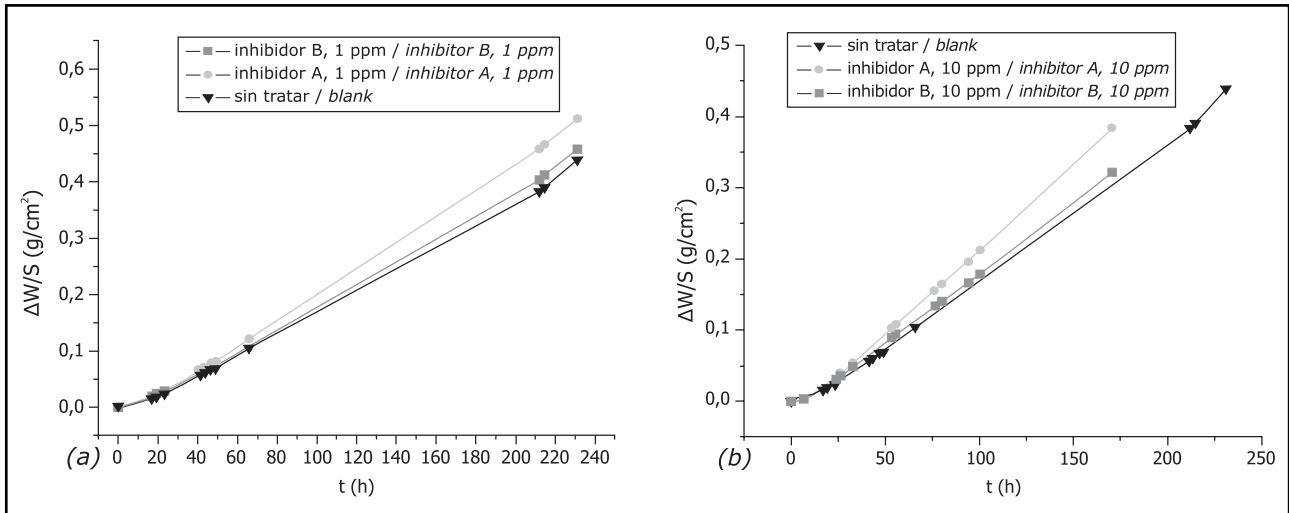 inhibidor B, 1 ppm / inhibitor B, 1 ppm
inhibidor A, 1 ppm / inhibitor A, 1 ppm
sin tratar / blank
0,6
0,5
0,4
0,3
0,2
0,1
0,0
ΔW/S (g/cm²)
0 20 40 60 80 100 120 140 160 180 200 220 240
t (h)
(a)
sin tratar / blank
inhibidor A, 10 ppm / inhibitor A, 10 ppm
inhibidor B, 10 ppm / inhibitor B, 10 ppm
0,5
0,4
0,3
0,2
0,1
0,0
ΔW/S (g/cm²)
0 50 100 150 200 250
t (h)
(b)